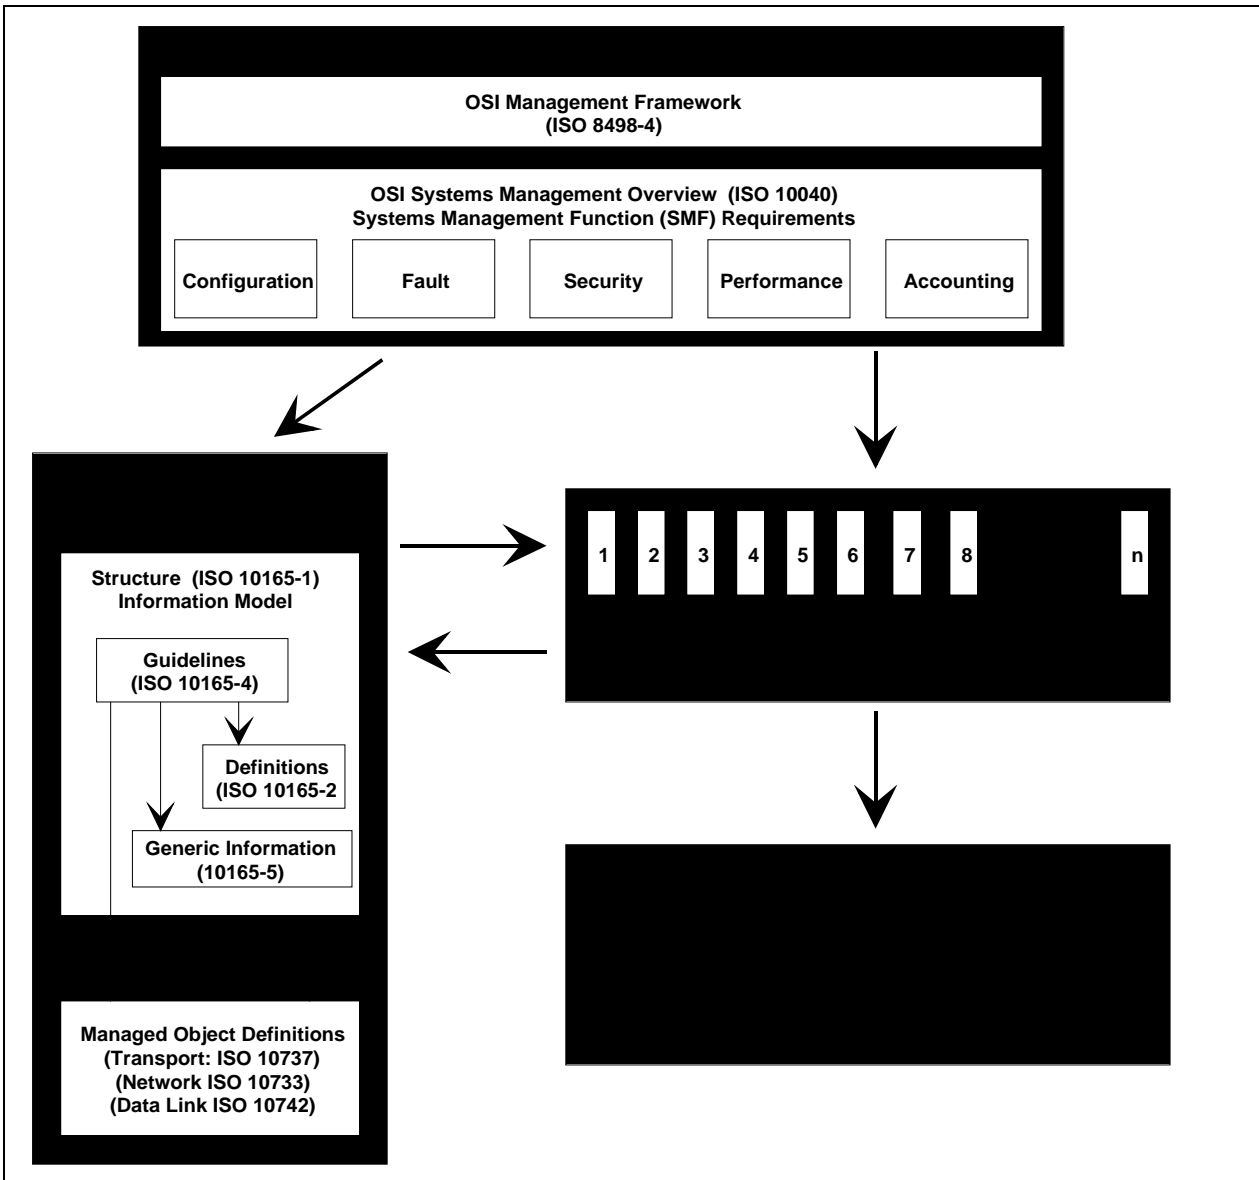 OSI Management Framework
(ISO 8498-4)
OSI Systems Management Overview (ISO 10040)
Systems Management Function (SMF) Requirements
Configuration
Fault
Security
Performance
Accounting
Structure (ISO 10165-1)
Information Model
Guidelines
(ISO 10165-4)
Definitions
(ISO 10165-2
Generic Information
(10165-5)
Managed Object Definitions
(Transport: ISO 10737)
(Network ISO 10733)
(Data Link ISO 10742)
1 2 3 4 5 6 7 8 n